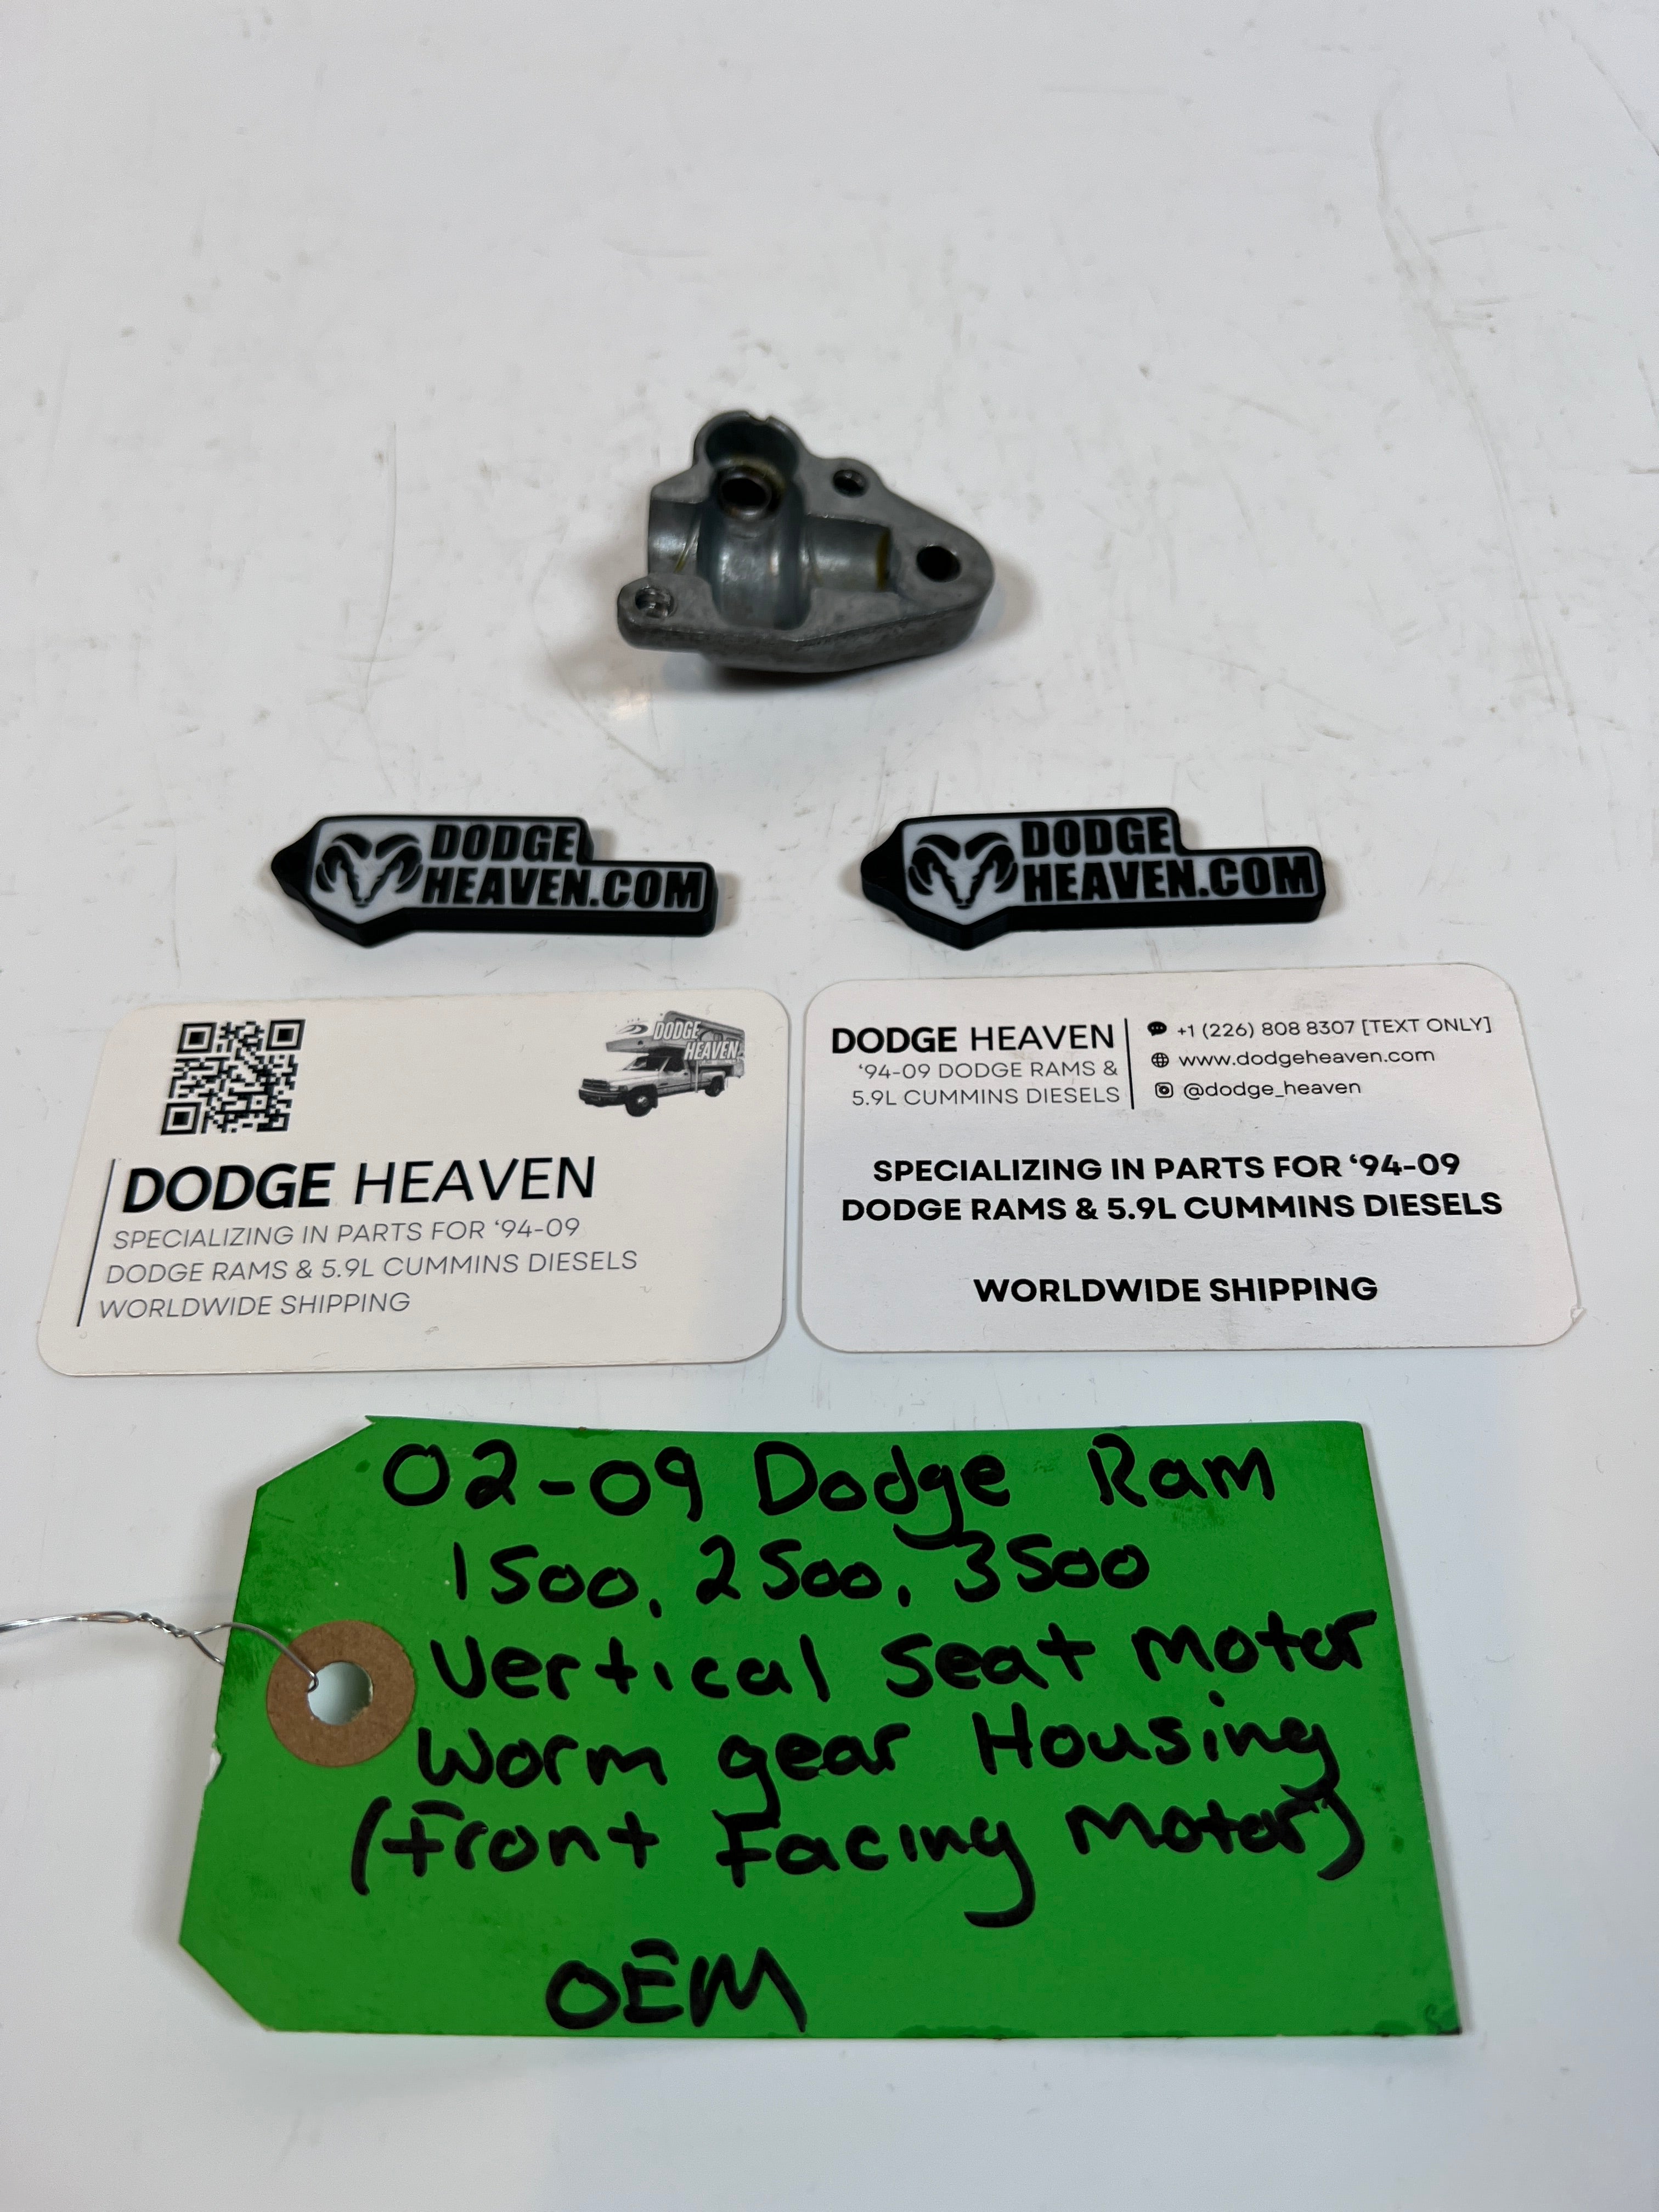 DODGE
HEAVEN.COM
DODGE
HEAVEN.COM
DODGE
HEAVEN
DODGE HEAVEN
SPECIALIZING IN PARTS FOR ‘94-09
DODGE RAMS & 5.9L CUMMINS DIESELS
WORLDWIDE SHIPPING
DODGE HEAVEN
‘94-09 DODGE RAMS &
5.9L CUMMINS DIESELS
+1 (226) 808 8307 [TEXT ONLY]
www.dodgeheaven.com
@dodge_heaven
SPECIALIZING IN PARTS FOR ‘94-09
DODGE RAMS & 5.9L CUMMINS DIESELS
WORLDWIDE SHIPPING
02-09 Dodge Ram
1500, 2500, 3500
Vertical Seat Motor
Worm gear Housing
(Front Facing Motor)
OEM